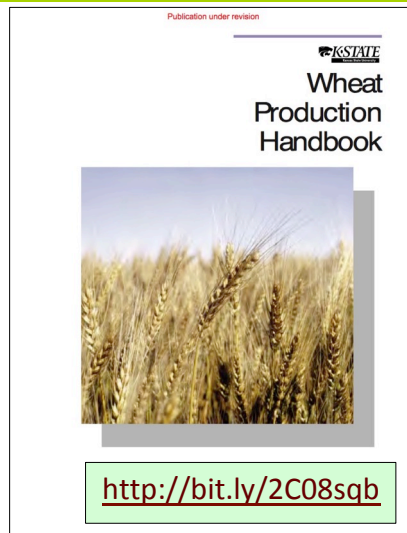 Publication under revision
K·STATE
Kansas State University
Wheat
Production
Handbook
http://bit.ly/2C08sqb